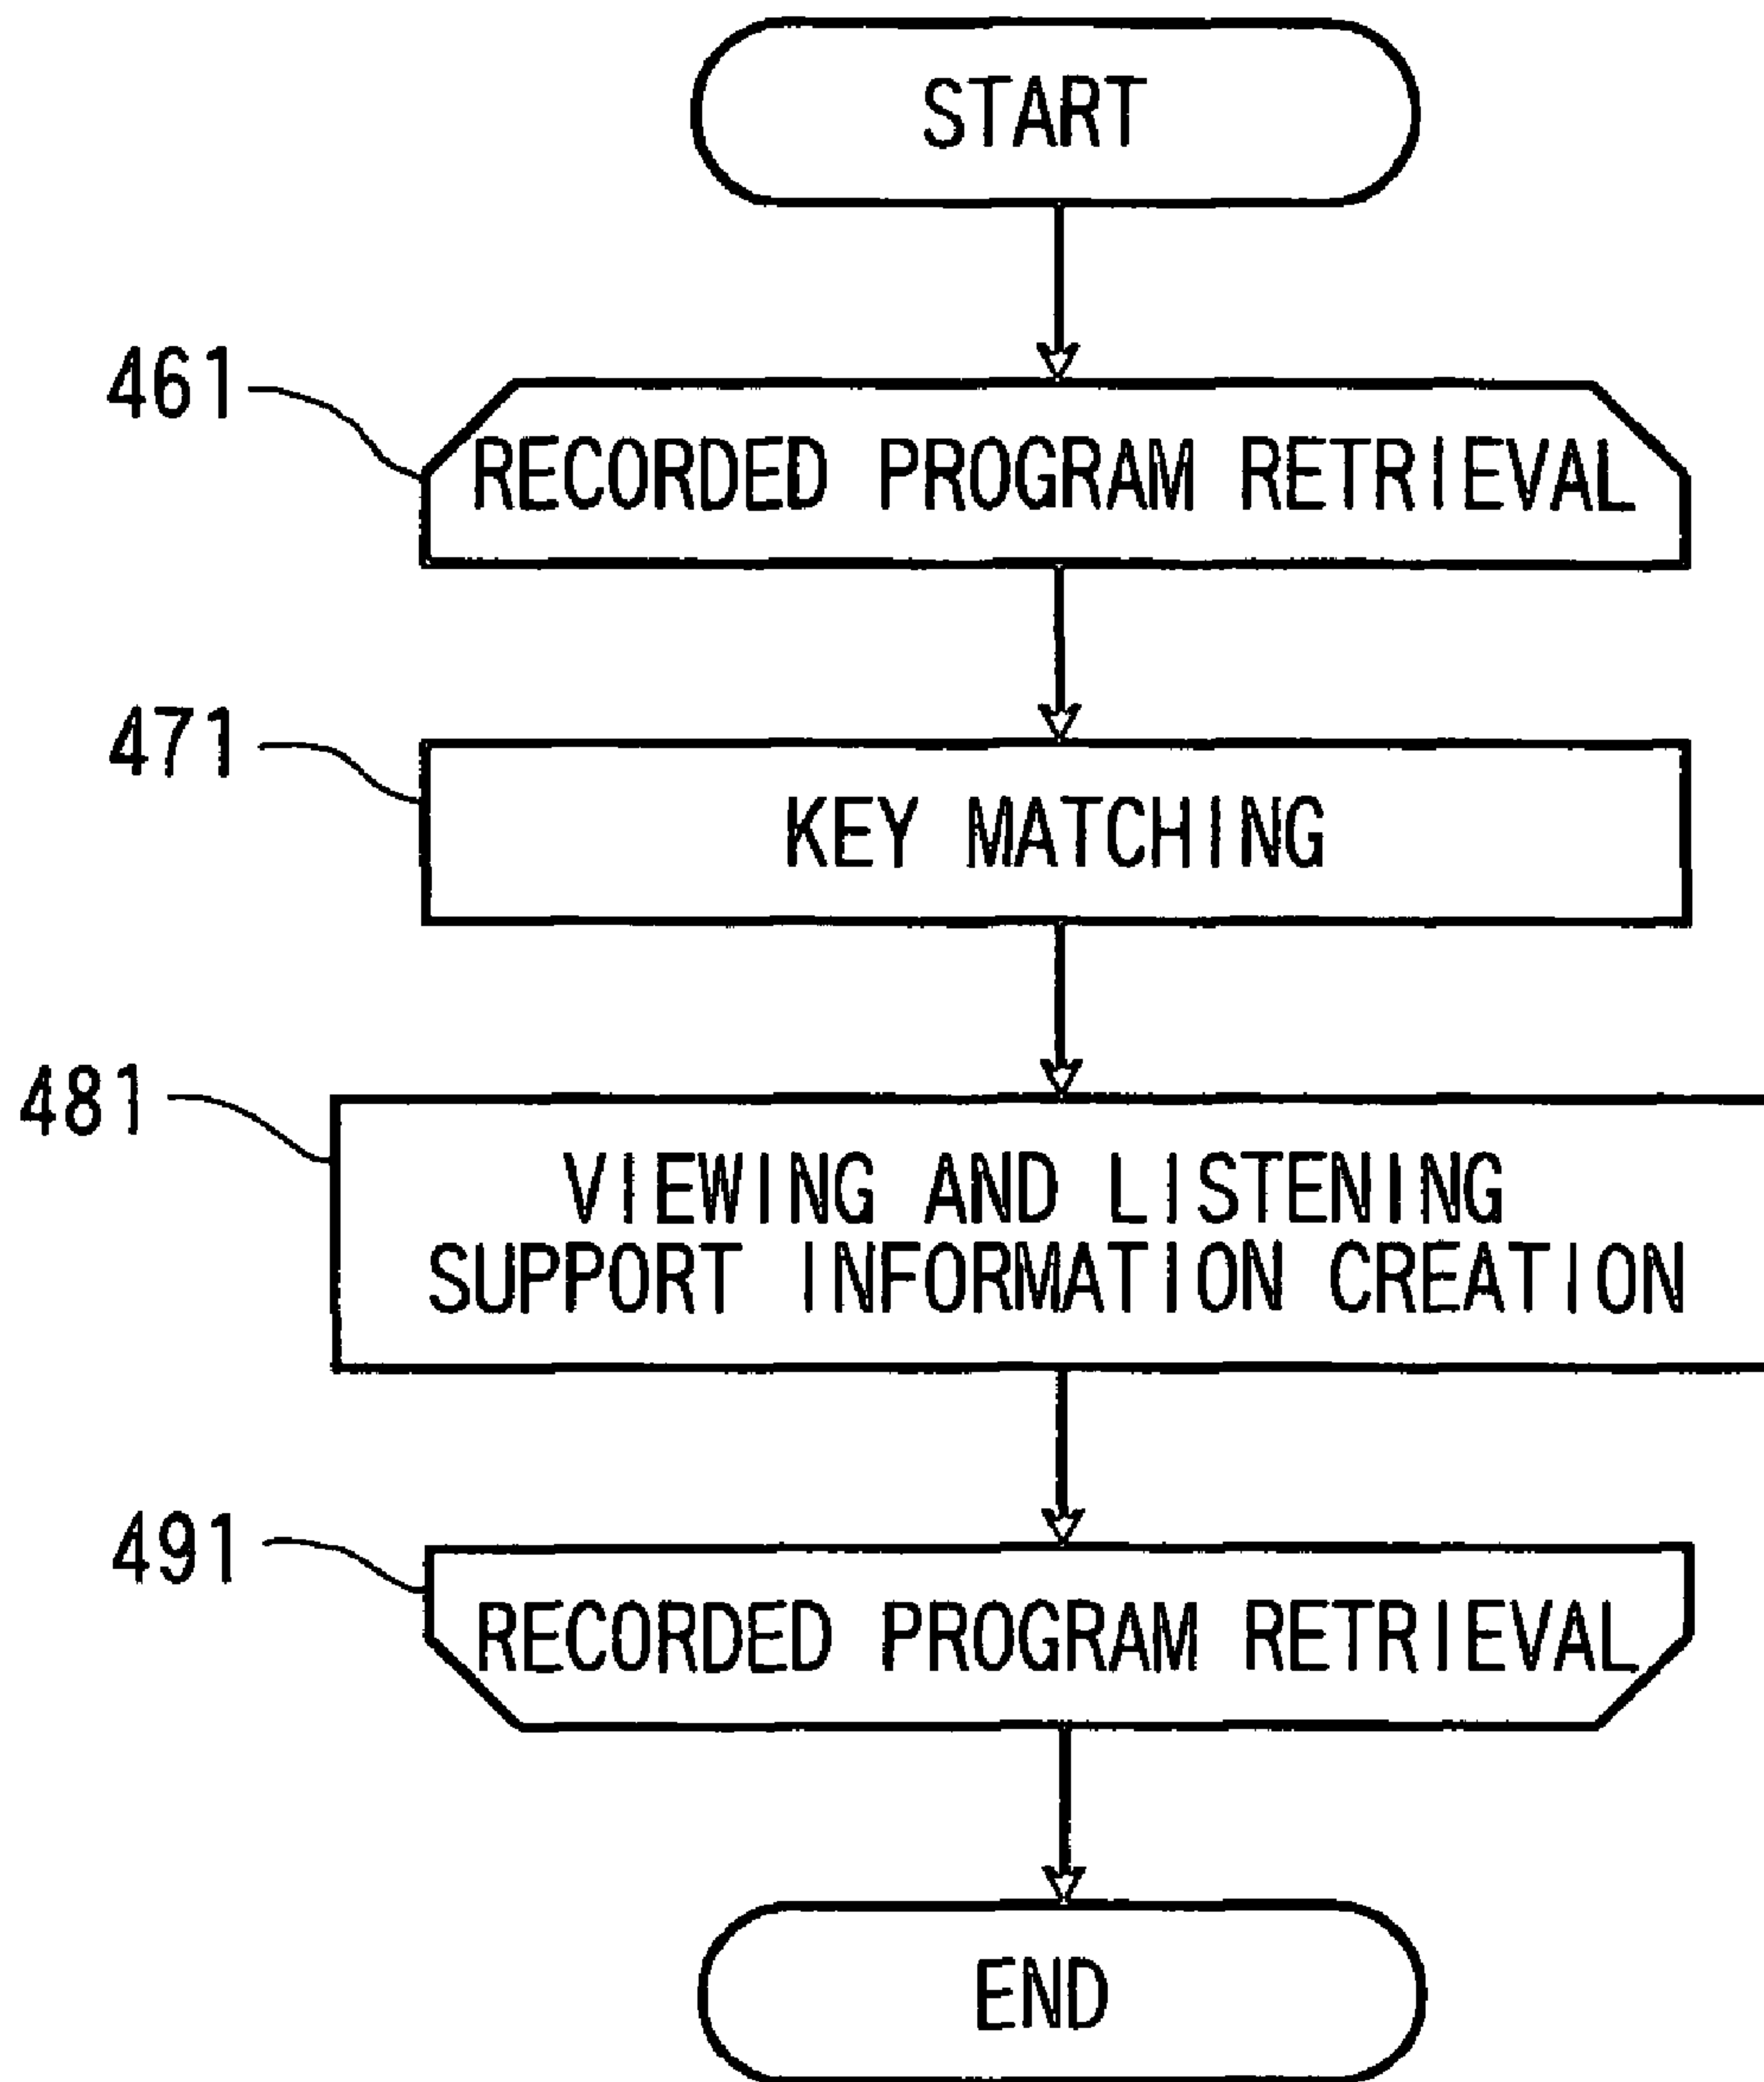 START
461
RECORDED PROGRAM RETRIEVAL
471
KEY MATCHING
481
VIEWING AND LISTENING
SUPPORT INFORMATION CREATION
491
RECORDED PROGRAM RETRIEVAL
END